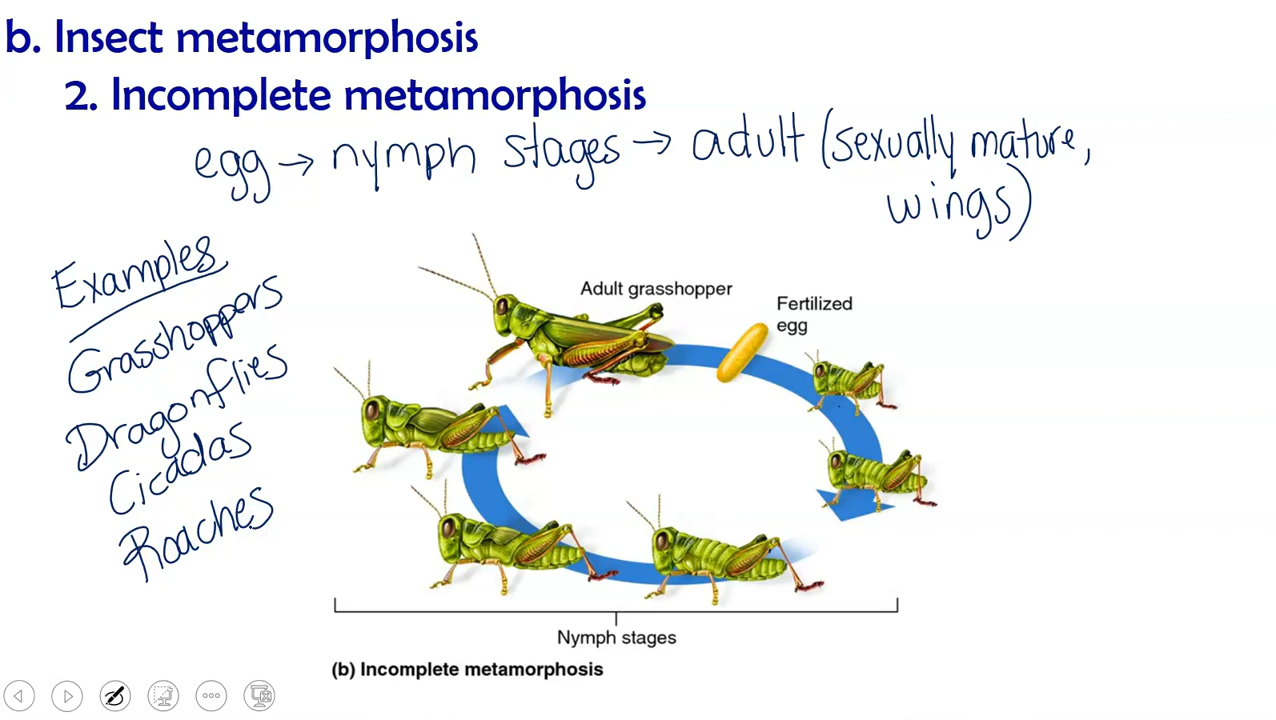 b. Insect metamorphosis
2. Incomplete metamorphosis
egg → nymph stages → adult (sexually mature,
wings)
Examples
Grasshoppers
Dragonflies
Cicadas
Roaches
Adult grasshopper
Fertilized
egg
Nymph stages
(b) Incomplete metamorphosis